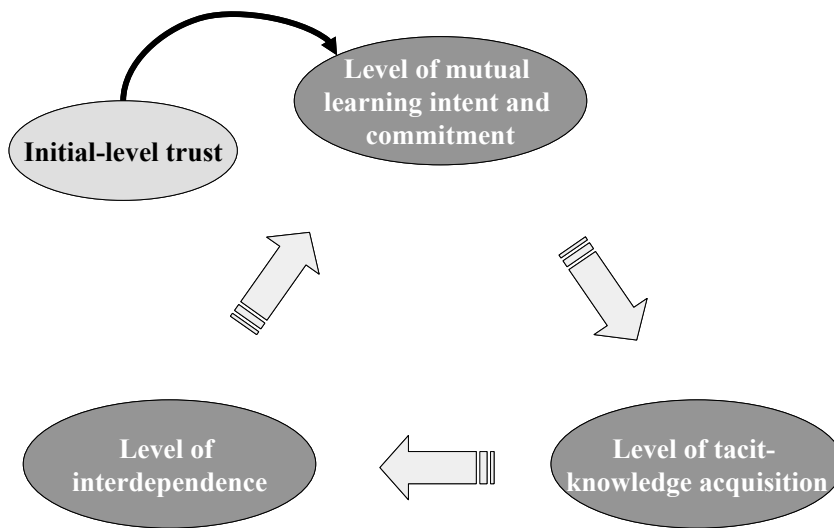 Level of mutual
learning intent and
commitment
Initial-level trust
Level of
interdependence
Level of tacit-
knowledge acquisition